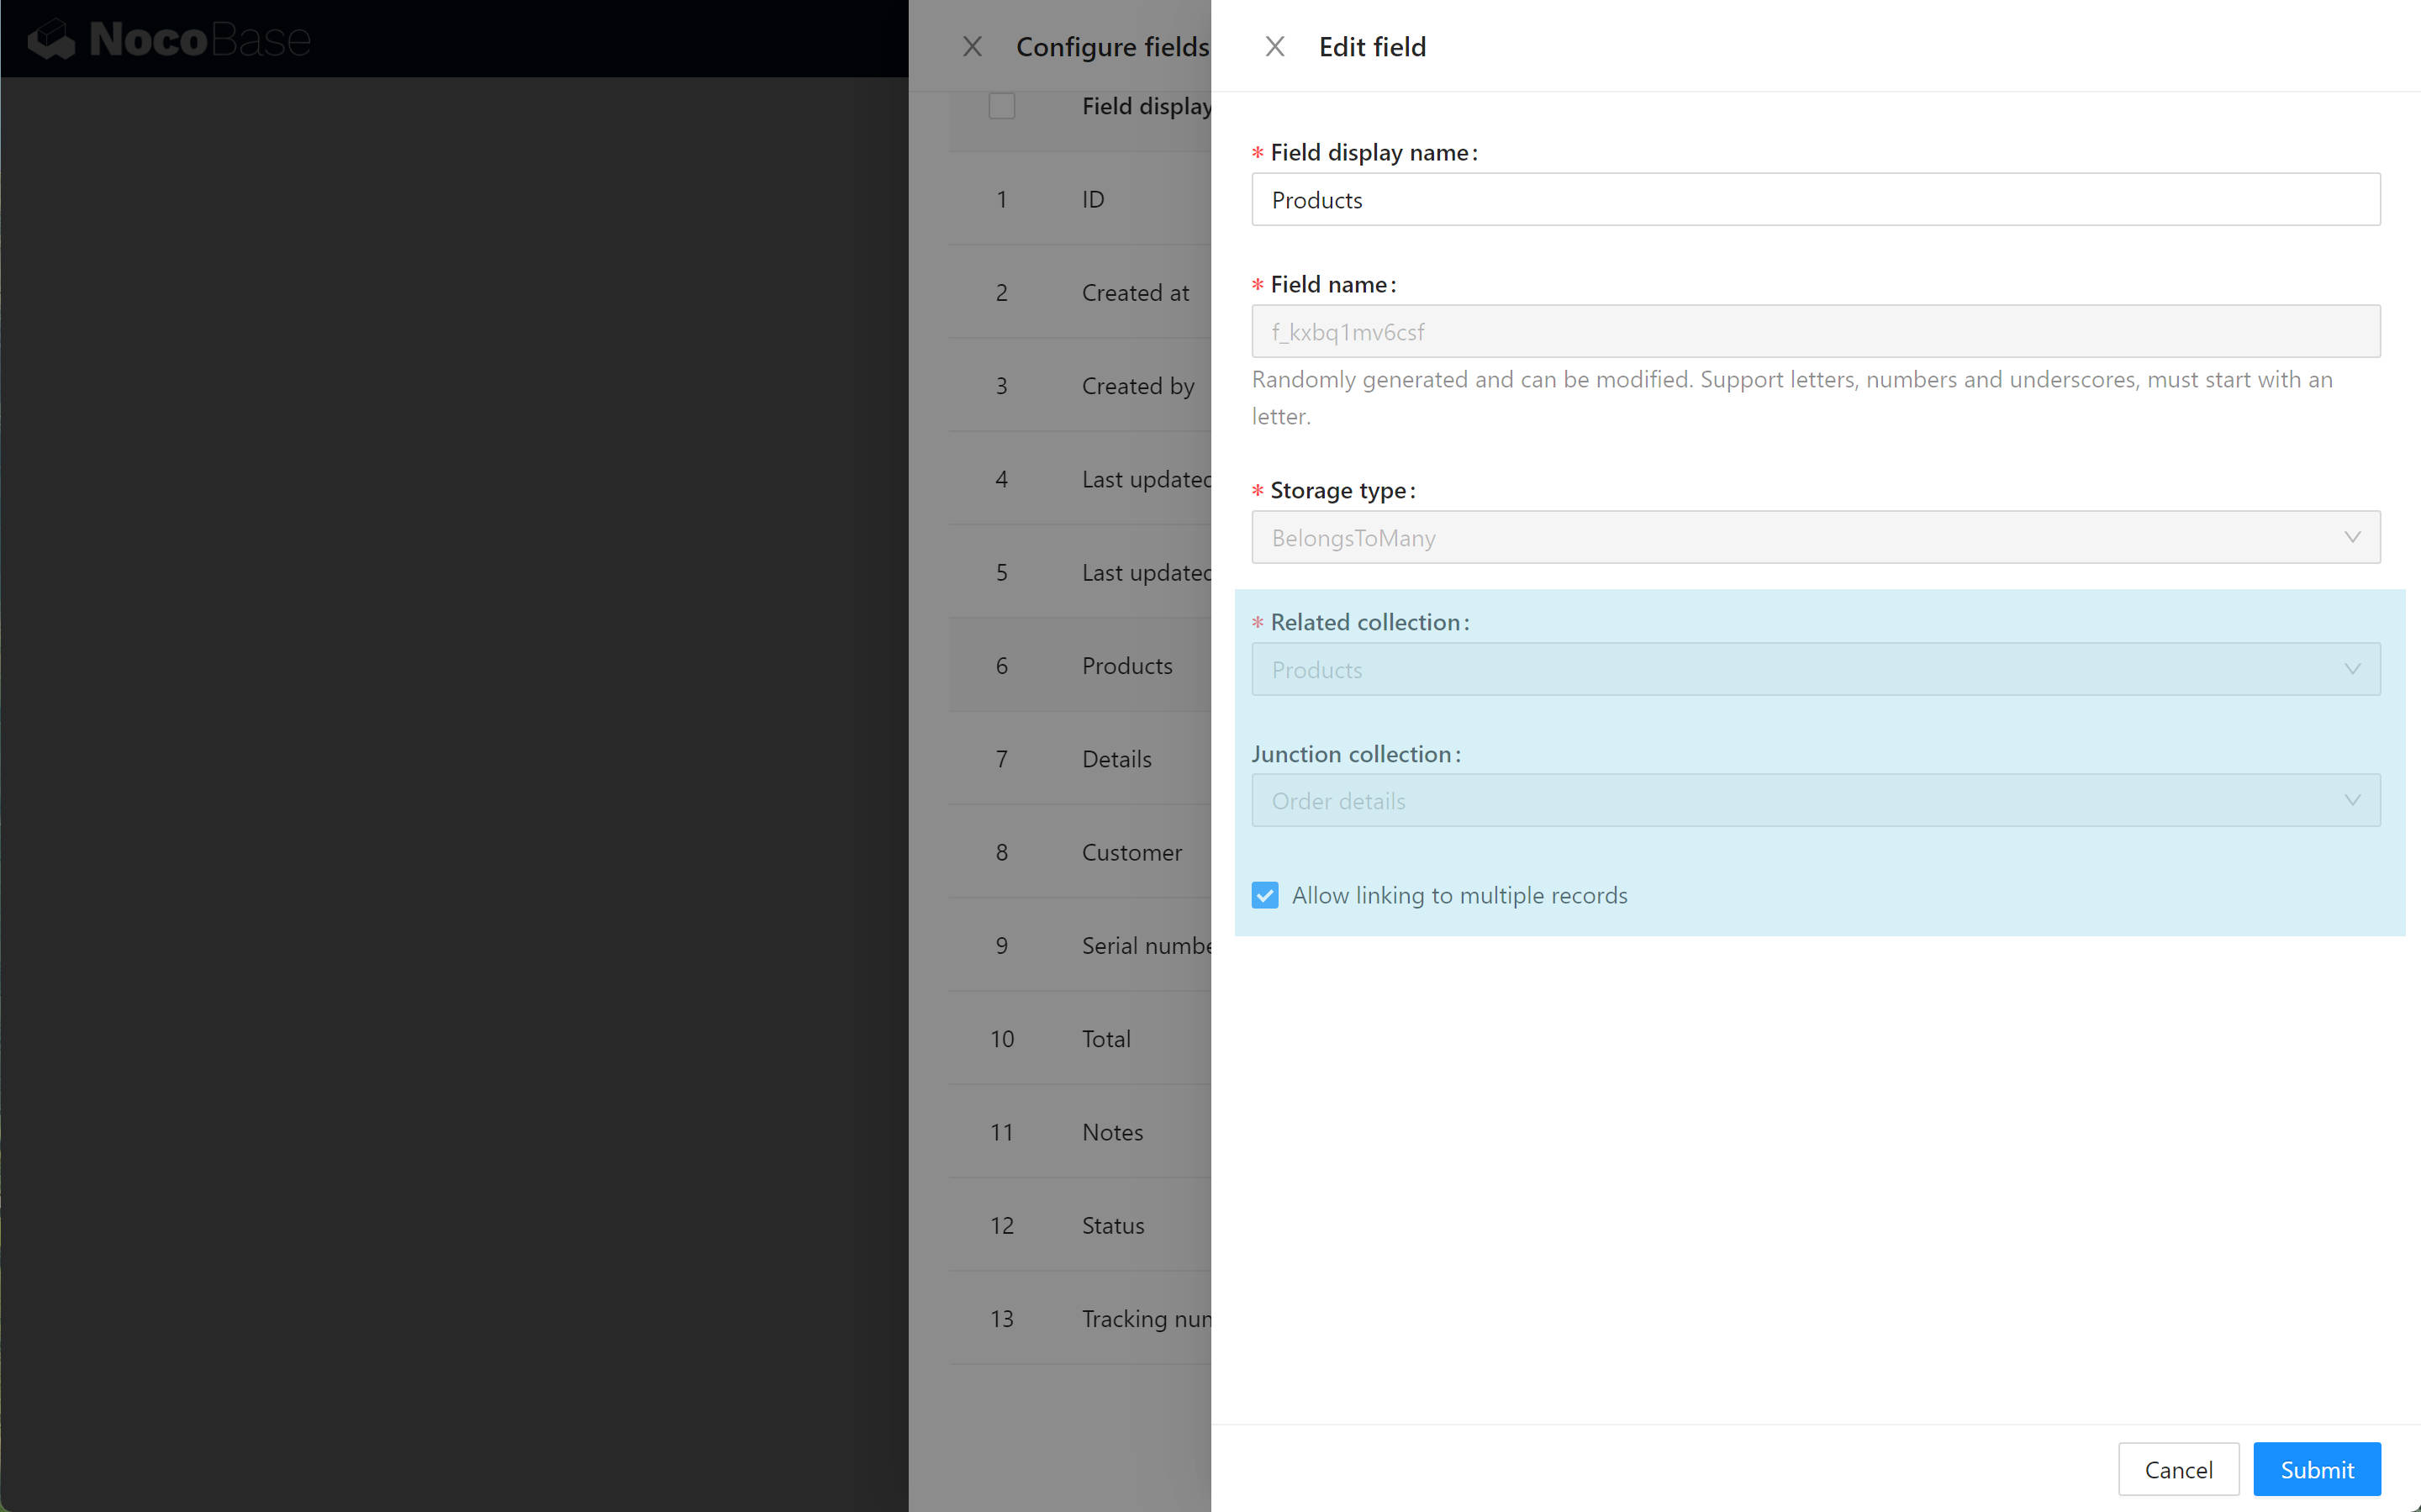 NocoBase
Configure fields
Field display
1 ID
2 Created at
3 Created by
4 Last updated
5 Last updated
6 Products
7 Details
8 Customer
9 Serial numbe
10 Total
11 Notes
12 Status
13 Tracking num
Edit field
* Field display name:
Products
* Field name:
f_kxbq1mv6csf
Randomly generated and can be modified. Support letters, numbers and underscores, must start with an
letter.
* Storage type:
BelongsToMany
* Related collection:
Products
Junction collection:
Order details
Allow linking to multiple records
Cancel Submit